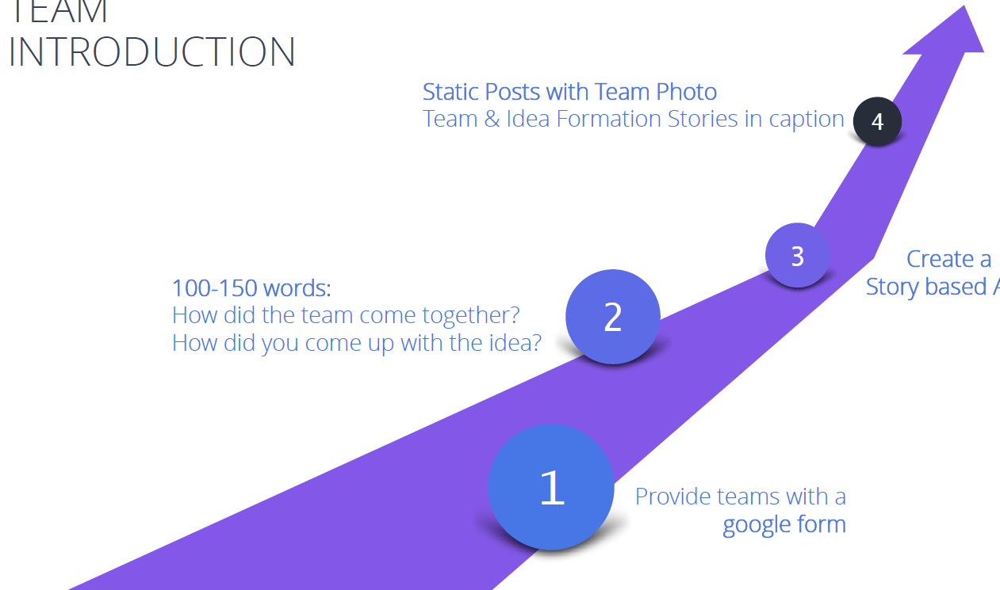 TEAM
INTRODUCTION
Static Posts with Team Photo
Team & Idea Formation Stories in caption
4
3
Create a
Story based
100-150 words:
How did the team come together?
How did you come up with the idea?
2
1
Provide teams with a
google form